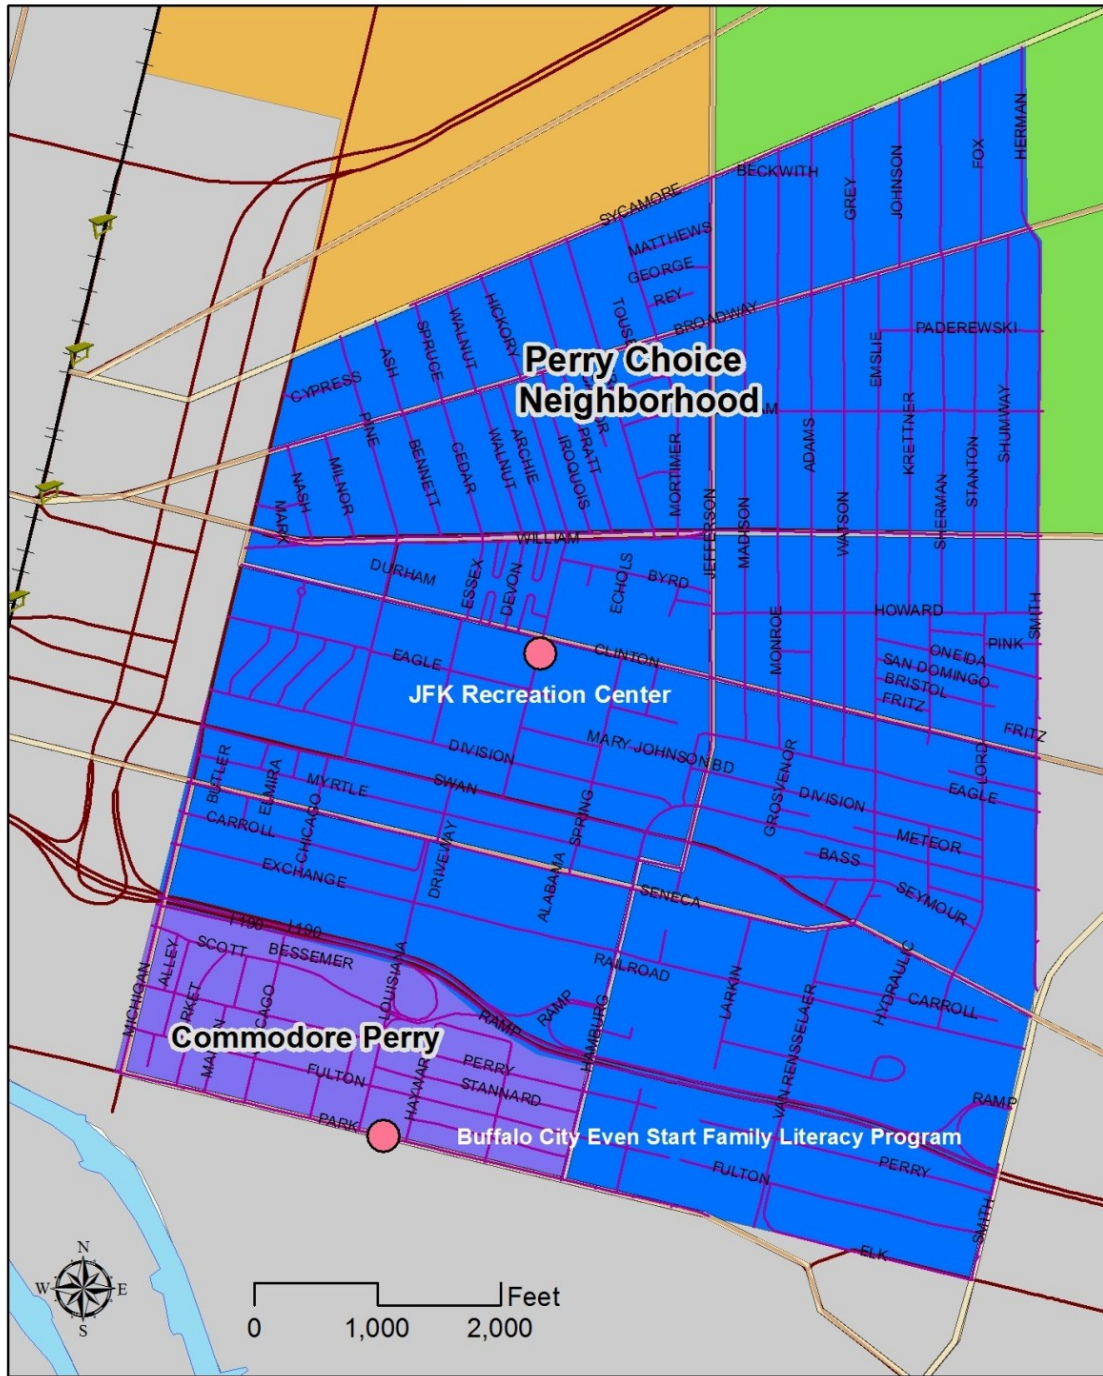 HERMAN
FOX
JOHNSON
GREY
BECKWITH
SYCAMORE
MATTHEWS
GEORGE
REY
BROADWAY
HICKORY
WALNUT
SPRUCE
ASH
CYPRESS
PADEREWSKI
EMSLIE
Perry Choice
Neighborhood
PINE
BENNETT
CEDAR
WALNUT
ARCHIE
IROQUOIS
PRATT
MORTIMER
ADAMS
KRETTNER
STANTON
SHUMWAY
NASH
MILNOR
MARK
WILLIAM
JEFFERSON
MADISON
WATSON
SHERMAN
DURHAM
ESSEX
DEVON
ECHOLS
BYRD
HOWARD
SMITH
MONROE
PINK
ONEIDA
SAN DOMINGO
BRISTOL
FRITZ
FRITZ
EAGLE
CLINTON
JFK Recreation Center
DIVISION
MARY JOHNSON BD
LORD
BUTLER
ELMIRA
MYRTLE
SWAN
GROSVENOR
DIVISION
EAGLE
CARROLL
CHICAGO
SPRING
METEOR
BASS
EXCHANGE
DRIVEWAY
ALABAMA
SENECA
SEYMOUR
I 190
I 190
SCOTT
BESSEMER
ALLEY
LOUISIANA
RAILROAD
LARKIN
HYDRAULIC
CARROLL
MICHIGAN
RAMP
RAMP
HAMBURG
VAN RENSSELAER
Commodore Perry
FULTON
PERRY
STANNARD
RAMP
PARK
Buffalo City Even Start Family Literacy Program
PERRY
FULTON
SMITH
ELK
N
W E
S
Feet
0 1,000 2,000